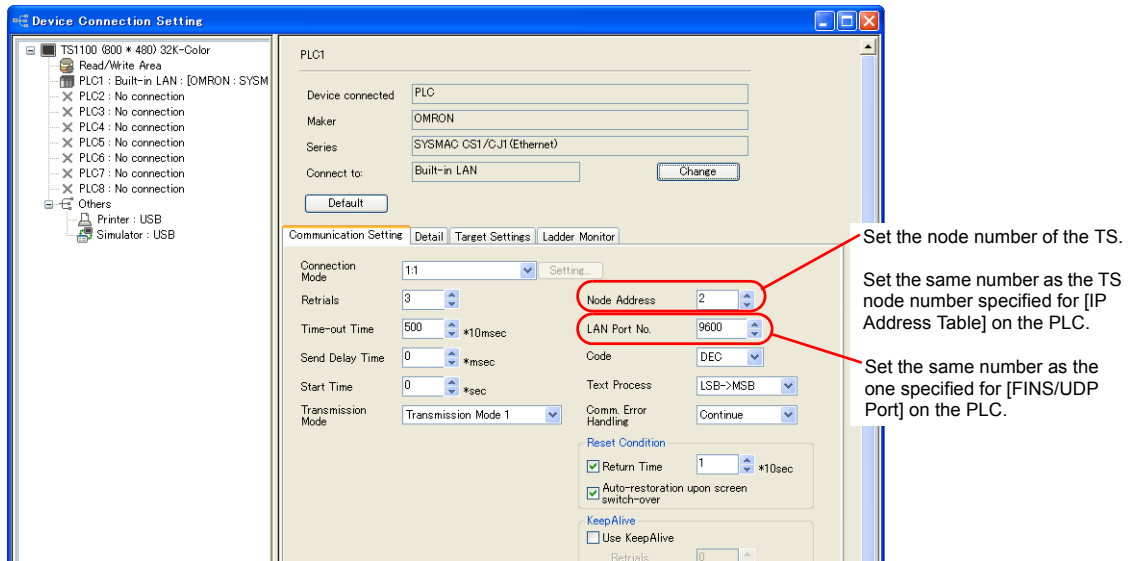 Device Connection Setting
TS1100 (800 * 480) 32K-Color
Read/Write Area
PLC1 : Built-in LAN : [OMRON : SYSM
PLC2 : No connection
PLC3 : No connection
PLC4 : No connection
PLC5 : No connection
PLC6 : No connection
PLC7 : No connection
PLC8 : No connection
Others
Printer : USB
Simulator : USB
PLC1
Device connected PLC
Maker OMRON
Series SYSMAC CS1/CJ1(Ethernet)
Connect to: Built-in LAN Change
Default
Communication Setting Detail Target Settings Ladder Monitor
Connection
Mode
1:1 Setting...
Retrials 3
Time-out Time 500 *10msec
Send Delay Time 0 *msec
Start Time 0 *sec
Transmission
Mode
Transmission Mode 1
Node Address 2
LAN Port No. 9600
Code DEC
Text Process LSB->MSB
Comm. Error
Handling
Continue
Reset Condition
Return Time 1 *10sec
Auto-restoration upon screen
switch-over
KeepAlive
Use KeepAlive
Retrials 0
Set the node number of the TS.
Set the same number as the TS
node number specified for [IP
Address Table] on the PLC.
Set the same number as the
one specified for [FINS/UDP
Port] on the PLC.